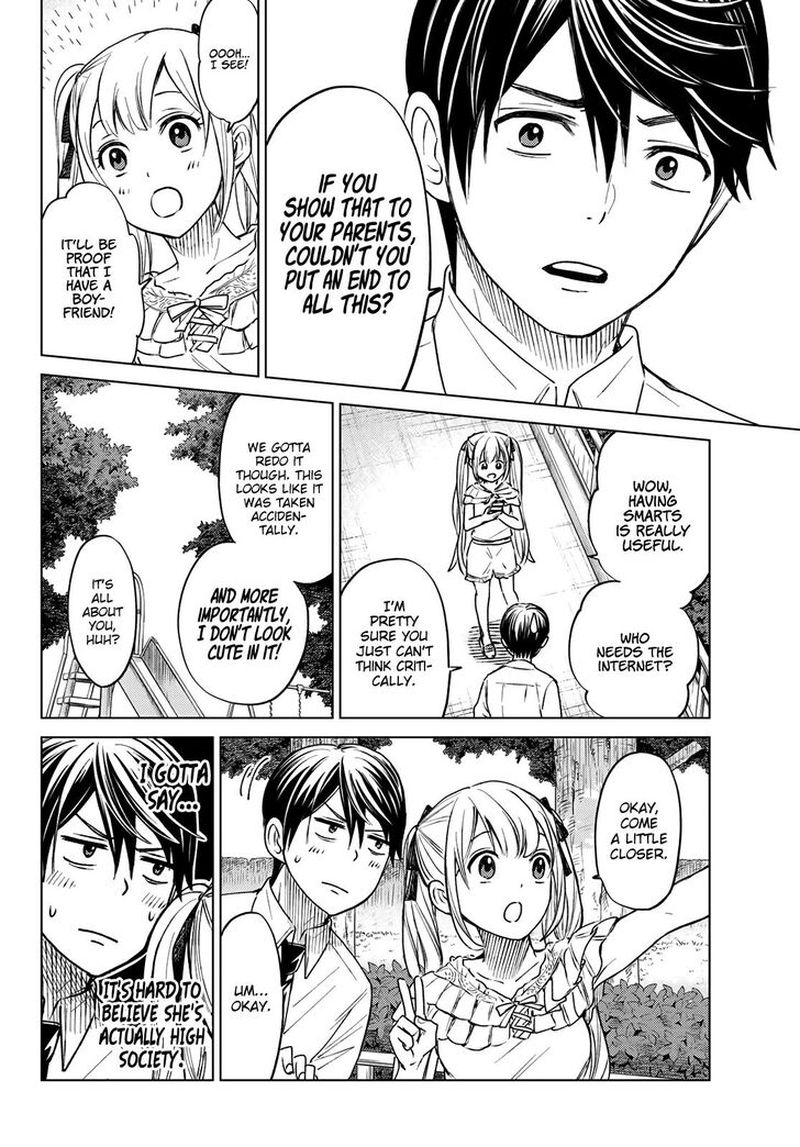 IF YOU
SHOW THAT TO
YOUR PARENTS,
COULDN'T YOU
PUT AN END TO
ALL THIS?
OOOH...
I SEE!
IT'LL BE
PROOF
THAT I
HAVE A
BOY-
FRIEND!
WOW,
HAVING
SMARTS
IS REALLY
USEFUL.
WHO
NEEDS THE
INTERNET?
I'M
PRETTY
SURE YOU
JUST CAN'T
THINK CRITI-
CALLY.
WE GOTTA
REDO IT
THOUGH. THIS
LOOKS LIKE IT
WAS TAKEN
ACCIDEN-
TALLY.
AND MORE
IMPORTANTLY,
I DON'T LOOK
CUTE IN IT!
IT'S
ALL
ABOUT
YOU,
HUH?
OKAY,
COME
A LITTLE
CLOSER.
UM...
OKAY.
I GOTTA
SAY...
IT'S HARD TO
BELIEVE SHE'S
ACTUALLY HIGH
SOCIETY!